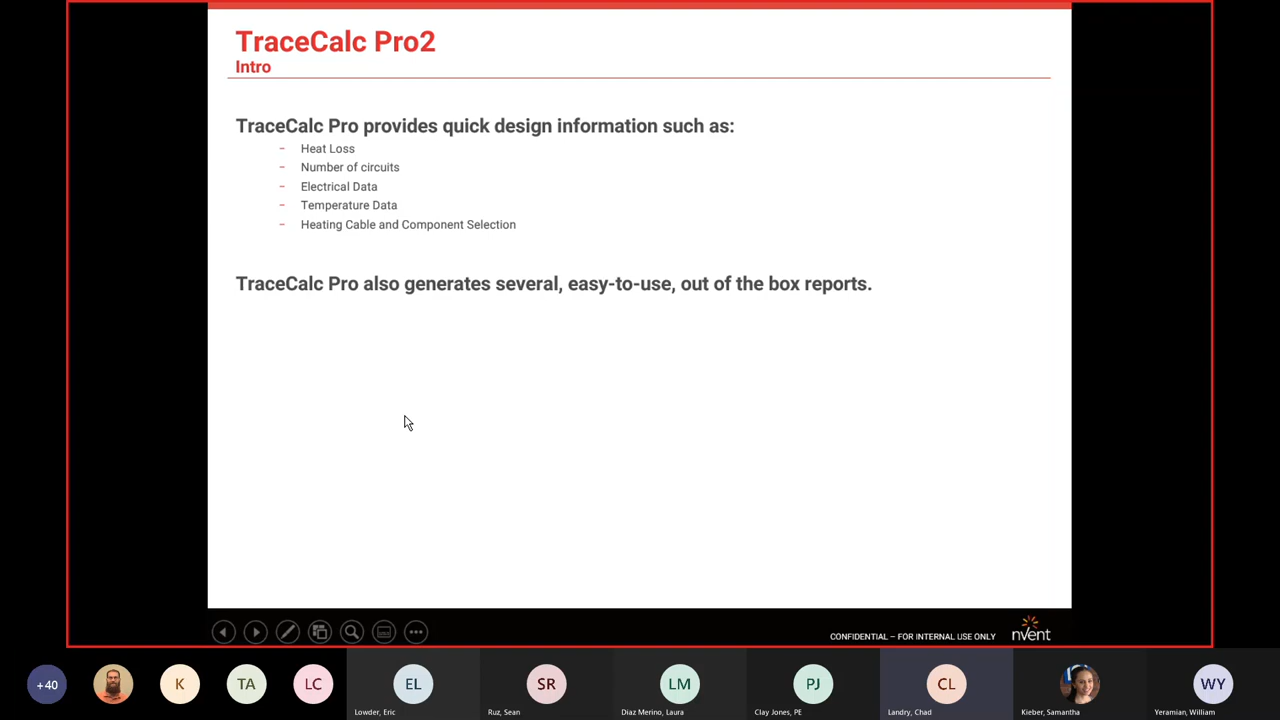 TraceCalc Pro2
Intro
TraceCalc Pro provides quick design information such as:
- Heat Loss
- Number of circuits
- Electrical Data
- Temperature Data
- Heating Cable and Component Selection
TraceCalc Pro also generates several, easy-to-use, out of the box reports.
CONFIDENTIAL – FOR INTERNAL USE ONLY
nvent
+40
K
TA
LC
EL
SR
LM
PJ
CL
WY
Lowder, Eric
Ruz, Sean
Diaz Merino, Laura
Clay Jones, PE
Landry, Chad
Kieber, Samantha
Yeramian, William